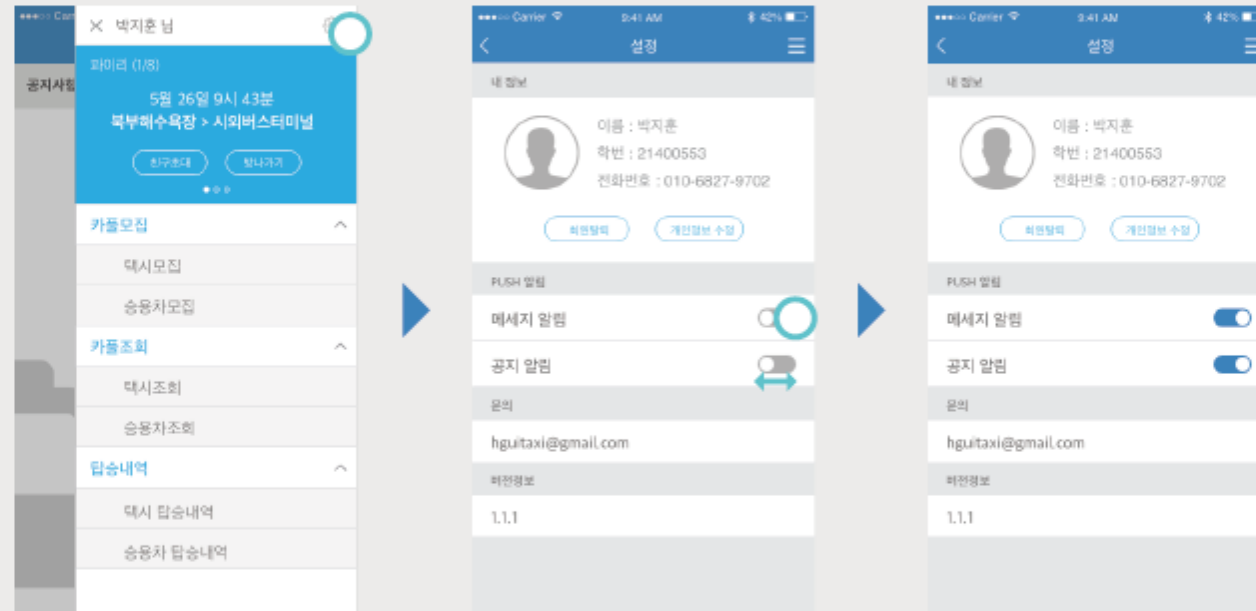 박지훈 님
파이리 (1/8)
5월 26일 9시 43분
북부해수욕장 > 시외버스터미널
친구초대
방나가기
공지사항
카풀모집
택시모집
승용차모집
카풀조회
택시조회
승용차조회
탑승내역
택시 탑승내역
승용차 탑승내역
Carrier 9:41 AM 42%
설정
내 정보
이름 : 박지훈
학번 : 21400553
전화번호 : 010-6827-9702
회원탈퇴
개인정보 수정
PUSH 알림
메세지 알림
공지 알림
문의
hguitaxi@gmail.com
버전정보
1.1.1
Carrier 9:41 AM 42%
설정
내 정보
이름 : 박지훈
학번 : 21400553
전화번호 : 010-6827-9702
회원탈퇴
개인정보 수정
PUSH 알림
메세지 알림
공지 알림
문의
hguitaxi@gmail.com
버전정보
1.1.1